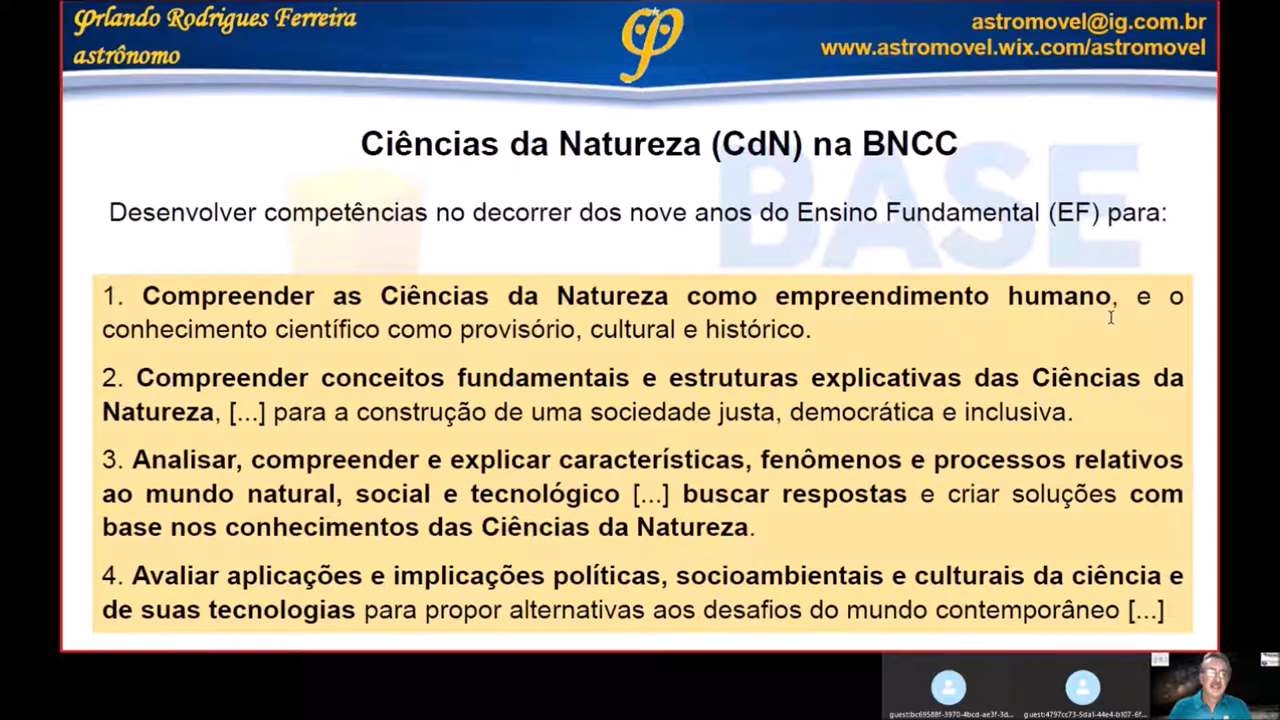 Orlando Rodrigues Ferreira
astrônomo
astromovel@ig.com.br
www.astromovel.wix.com/astromovel
Ciências da Natureza (CdN) na BNCC
BASE
Desenvolver competências no decorrer dos nove anos do Ensino Fundamental (EF) para:
1. Compreender as Ciências da Natureza como empreendimento humano, e o
conhecimento científico como provisório, cultural e histórico.
2. Compreender conceitos fundamentais e estruturas explicativas das Ciências da
Natureza, [...] para a construção de uma sociedade justa, democrática e inclusiva.
3. Analisar, compreender e explicar características, fenômenos e processos relativos
ao mundo natural, social e tecnológico [...] buscar respostas e criar soluções com
base nos conhecimentos das Ciências da Natureza.
4. Avaliar aplicações e implicações políticas, socioambientais e culturais da ciência e
de suas tecnologias para propor alternativas aos desafios do mundo contemporâneo [...]